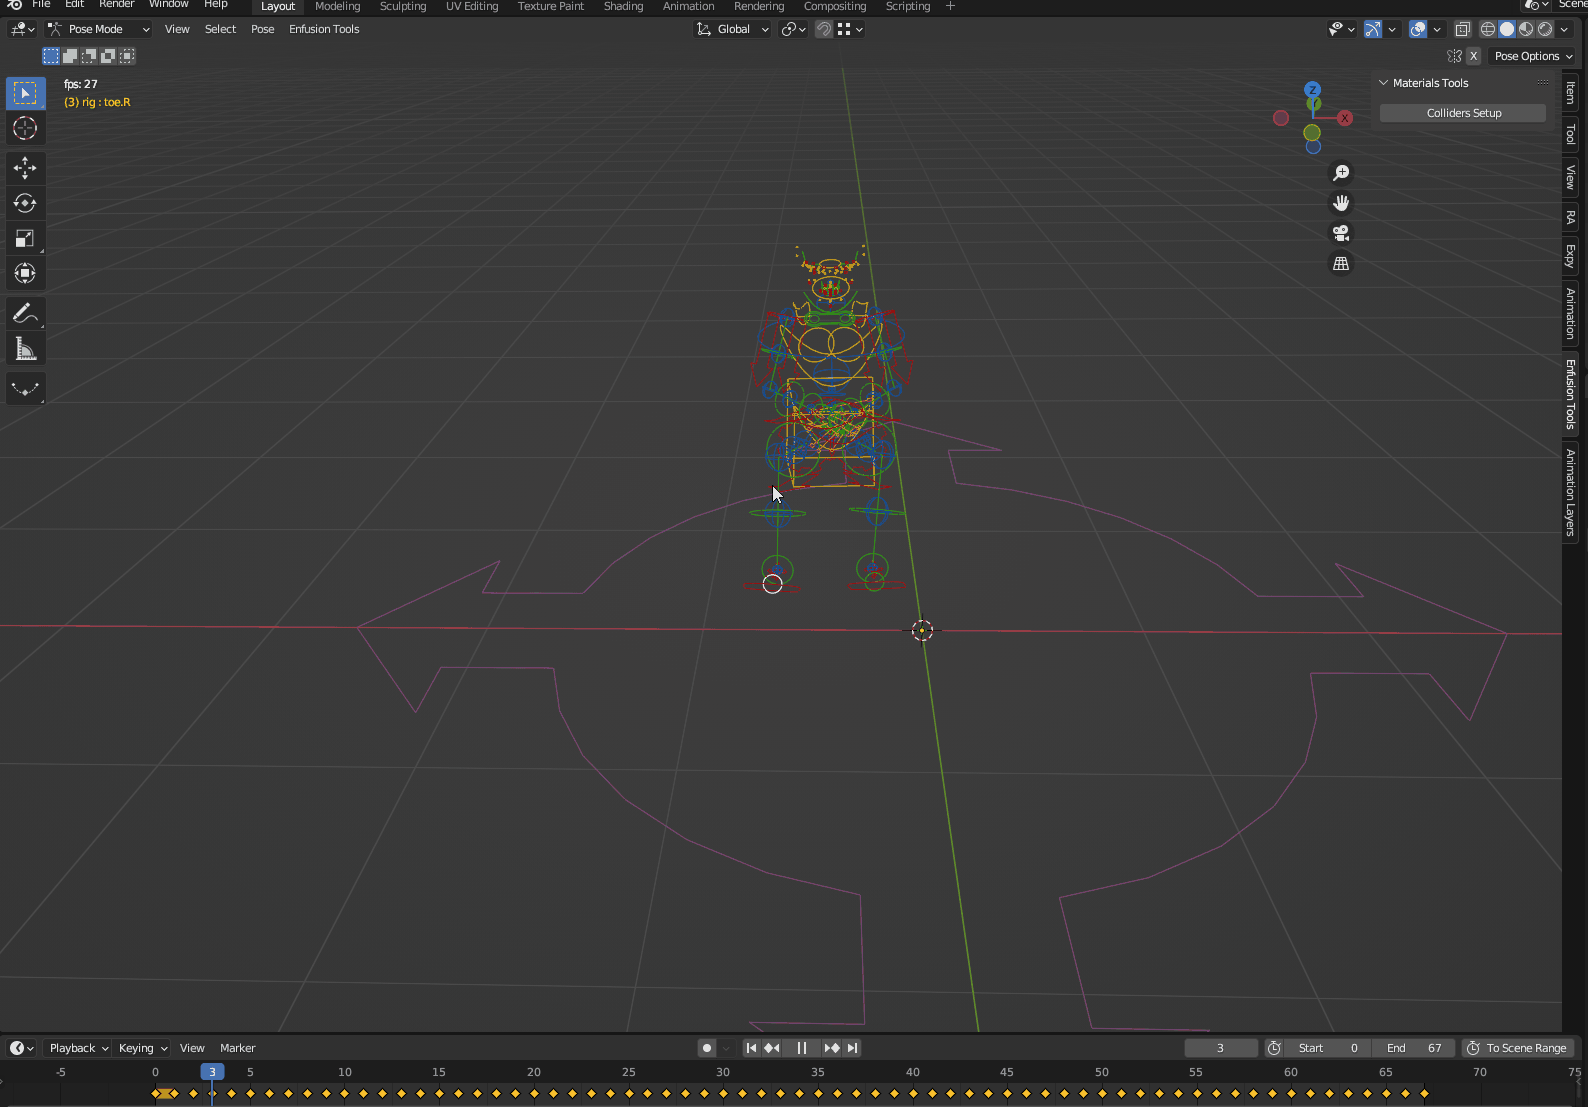 File Edit Render Window Help Layout Modeling Sculpting UV Editing Texture Paint Shading Animation Rendering Compositing Scripting + Scene
Pose Mode View Select Pose Enfusion Tools Global
X Pose Options
fps: 27
(3) rig : toe.R
Materials Tools
Colliders Setup
Z
X
Item
Tool
View
RA
Expy
Animation
Enfusion Tools
Animation Layers
Playback Keying View Marker 3 Start 0 End 67 To Scene Range
-5 0 3 5 10 15 20 25 30 35 40 45 50 55 60 65 70 75